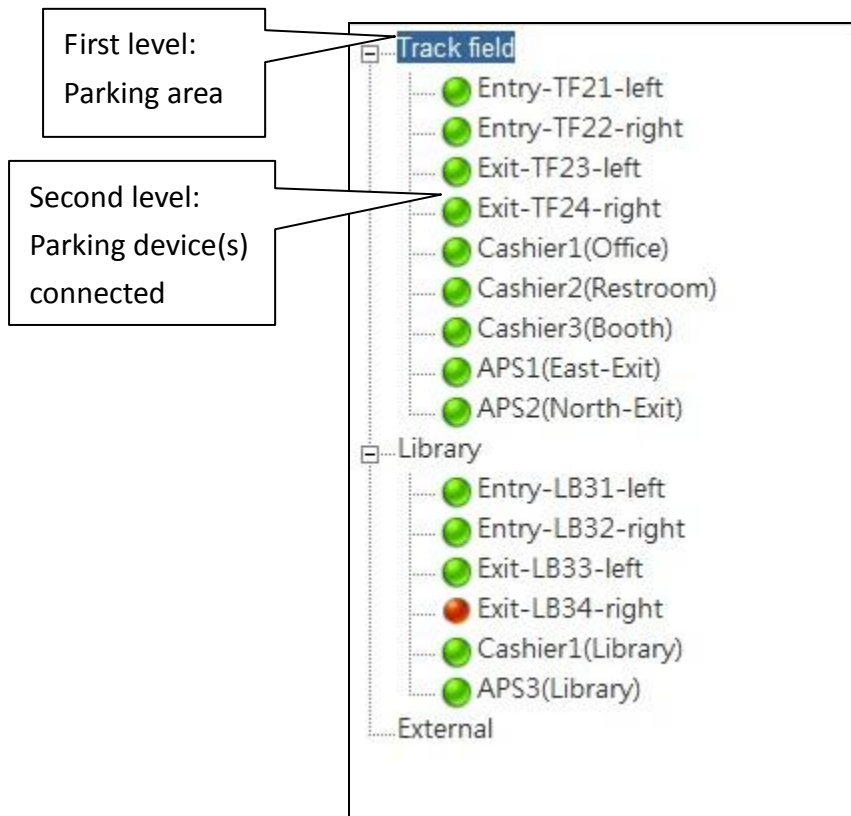 First level:
Parking area
Second level:
Parking device(s)
connected
Track field
Entry-TF21-left
Entry-TF22-right
Exit-TF23-left
Exit-TF24-right
Cashier1(Office)
Cashier2(Restroom)
Cashier3(Booth)
APS1(East-Exit)
APS2(North-Exit)
Library
Entry-LB31-left
Entry-LB32-right
Exit-LB33-left
Exit-LB34-right
Cashier1(Library)
APS3(Library)
External